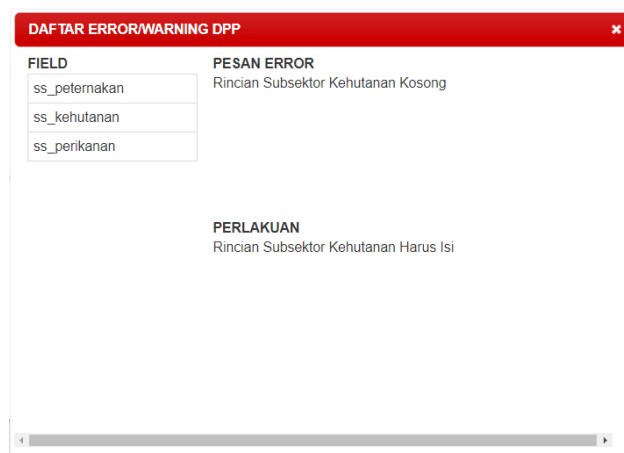 DAFTAR ERROR/WARNING DPP
FIELD
ss_peternakan
ss_kehutanan
ss_perikanan
PESAN ERROR
Rincian Subsektor Kehutanan Kosong
PERLAKUAN
Rincian Subsektor Kehutanan Harus Isi